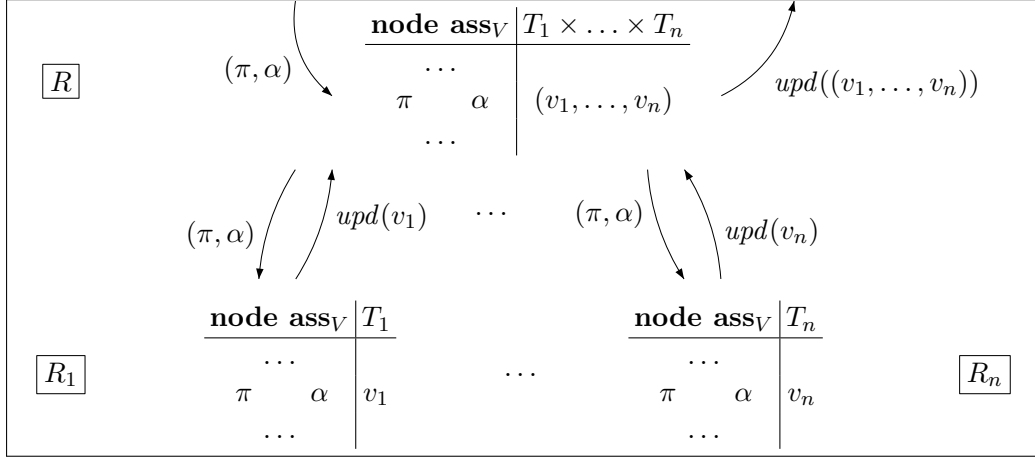 node ass_V T_1 × … × T_n
…
R (π, α) π α (v_1, …, v_n) upd((v_1, …, v_n))
…
(π, α) upd(v_1) … (π, α) upd(v_n)
node ass_V T_1 node ass_V T_n
… …
R_1 π α v_1 … π α v_n R_n
… …